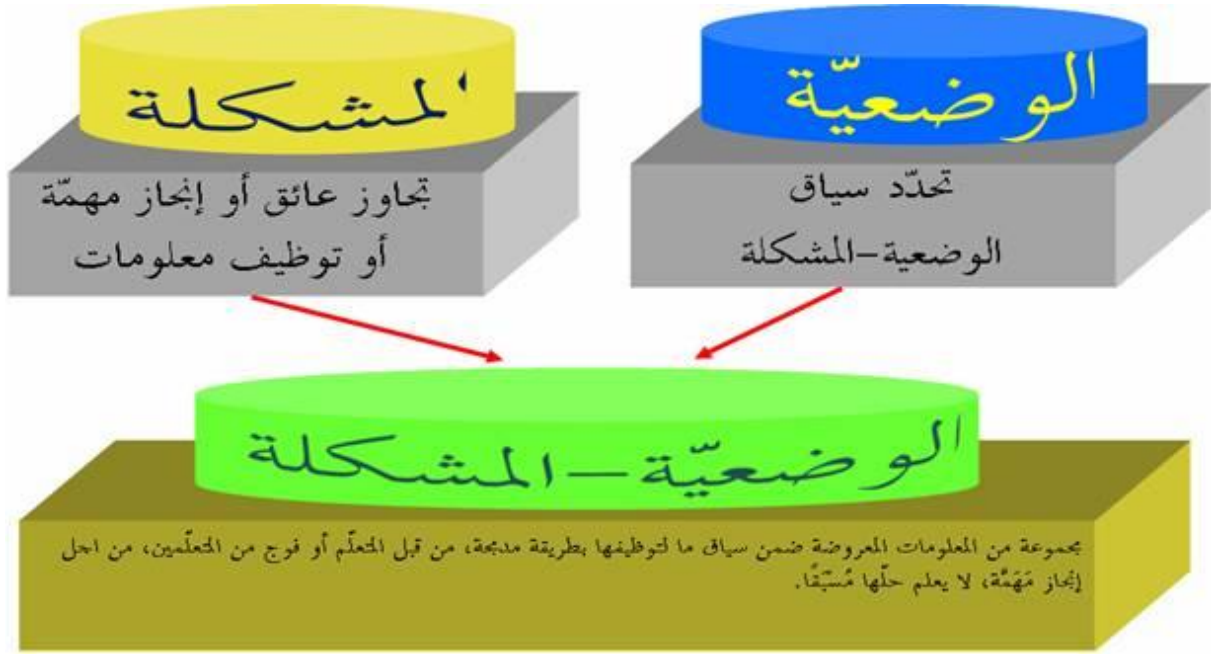 الوضعيّة
تحدّد سياق
الوضعية-المشكلة
المشكلة
تجاوز عائق أو إنجاز مهمّة
أو توظيف معلومات
الوضعيّة-المشكلة
مجموعة من المعلومات المعروضة ضمن سياق ما لتوظيفها بطريقة مدمجة، من قبل المتعلّم أو فوج من المتعلّمين، من اجل
إنجاز مَهَمَّة، لا يعلم حلّها مُسَبّقًا.